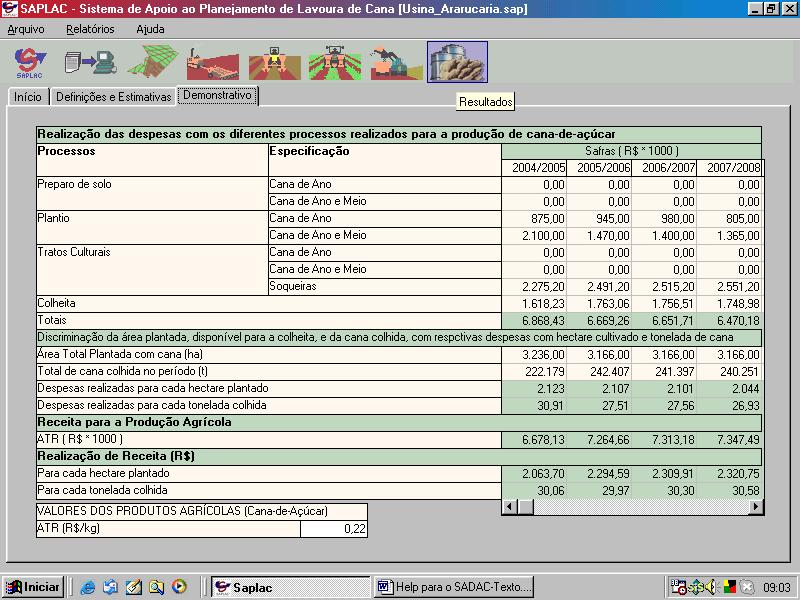 SAPLAC - Sistema de Apoio ao Planejamento de Lavoura de Cana [Usina_Ararucaria.sap]
Arquivo Relatórios Ajuda
SAPLAC
Início Definições e Estimativas Demonstrativo
Resultados
Realização das despesas com os diferentes processos realizados para a produção de cana-de-açúcar
Processos Especificação Safras ( R$ * 1000 )
2004/2005 2005/2006 2006/2007 2007/2008
Preparo de solo Cana de Ano 0,00 0,00 0,00 0,00
Cana de Ano e Meio 0,00 0,00 0,00 0,00
Plantio Cana de Ano 875,00 945,00 980,00 805,00
Cana de Ano e Meio 2.100,00 1.470,00 1.400,00 1.365,00
Tratos Culturais Cana de Ano 0,00 0,00 0,00 0,00
Cana de Ano e Meio 0,00 0,00 0,00 0,00
Soqueiras 2.275,20 2.491,20 2.515,20 2.551,20
Colheita 1.618,23 1.763,06 1.756,51 1.748,98
Totais 6.868,43 6.669,26 6.651,71 6.470,18
Discriminação da área plantada, disponível para a colheita, e da cana colhida, com respctivas despesas com hectare cultivado e tonelada de cana
Área Total Plantada com cana (ha) 3.236,00 3.166,00 3.166,00 3.166,00
Total de cana colhida no período (t) 222.179 242.407 241.397 240.251
Despesas realizadas para cada hectare plantado 2.123 2.107 2.101 2.044
Despesas realizadas para cada tonelada colhida 30,91 27,51 27,56 26,93
Receita para a Produção Agrícola
ATR ( R$ * 1000 ) 6.678,13 7.264,66 7.313,18 7.347,49
Realização de Receita (R$)
Para cada hectare plantado 2.063,70 2.294,59 2.309,91 2.320,75
Para cada tonelada colhida 30,06 29,97 30,30 30,58
VALORES DOS PRODUTOS AGRÍCOLAS (Cana-de-Açúcar)
ATR (R$/kg) 0,22
Iniciar Saplac Help para o SADAC-Texto.... 09:03